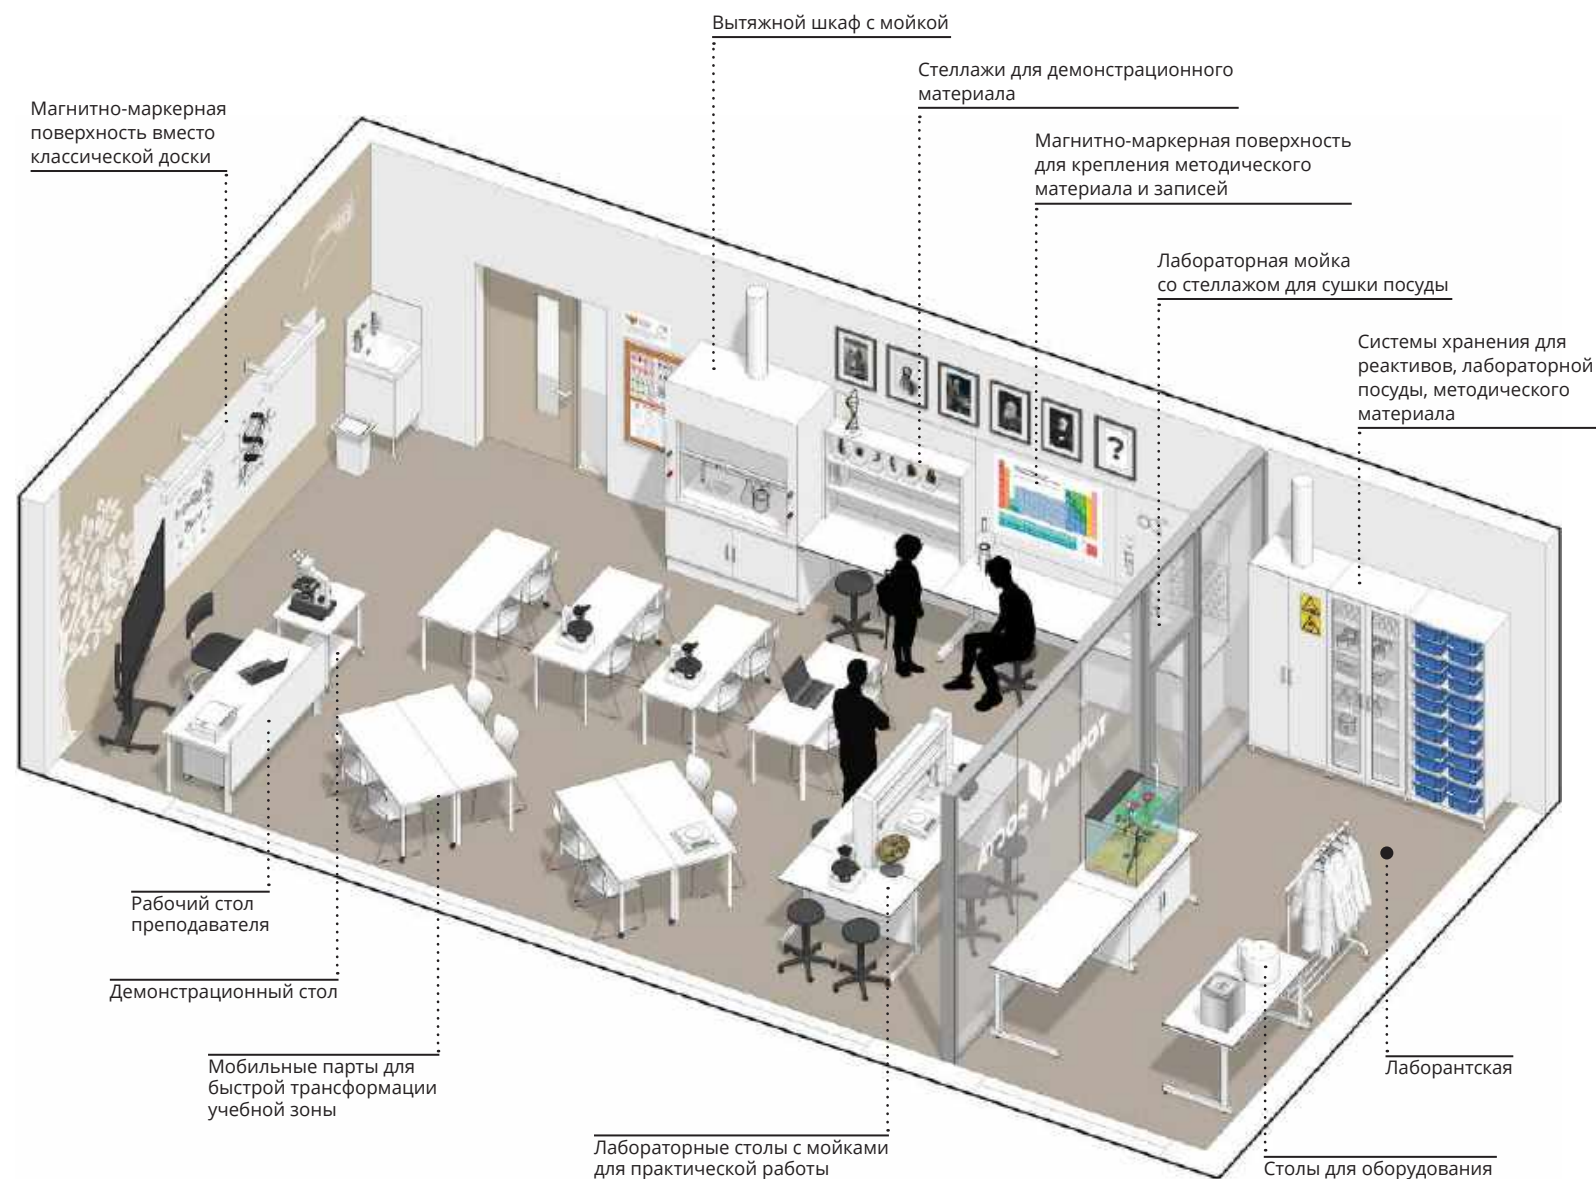 Вытяжной шкаф с мойкой
Стеллажи для демонстрационного
материала
Магнитно-маркерная
поверхность вместо
классической доски
Магнитно-маркерная поверхность
для крепления методического
материала и записей
Лабораторная мойка
со стеллажом для сушки посуды
Системы хранения для
реактивов, лабораторной
посуды, методического
материала
?
Рабочий стол
преподавателя
Демонстрационный стол
Мобильные парты для
быстрой трансформации
учебной зоны
Лабораторные столы с мойками
для практической работы
Лаборантская
Столы для оборудования